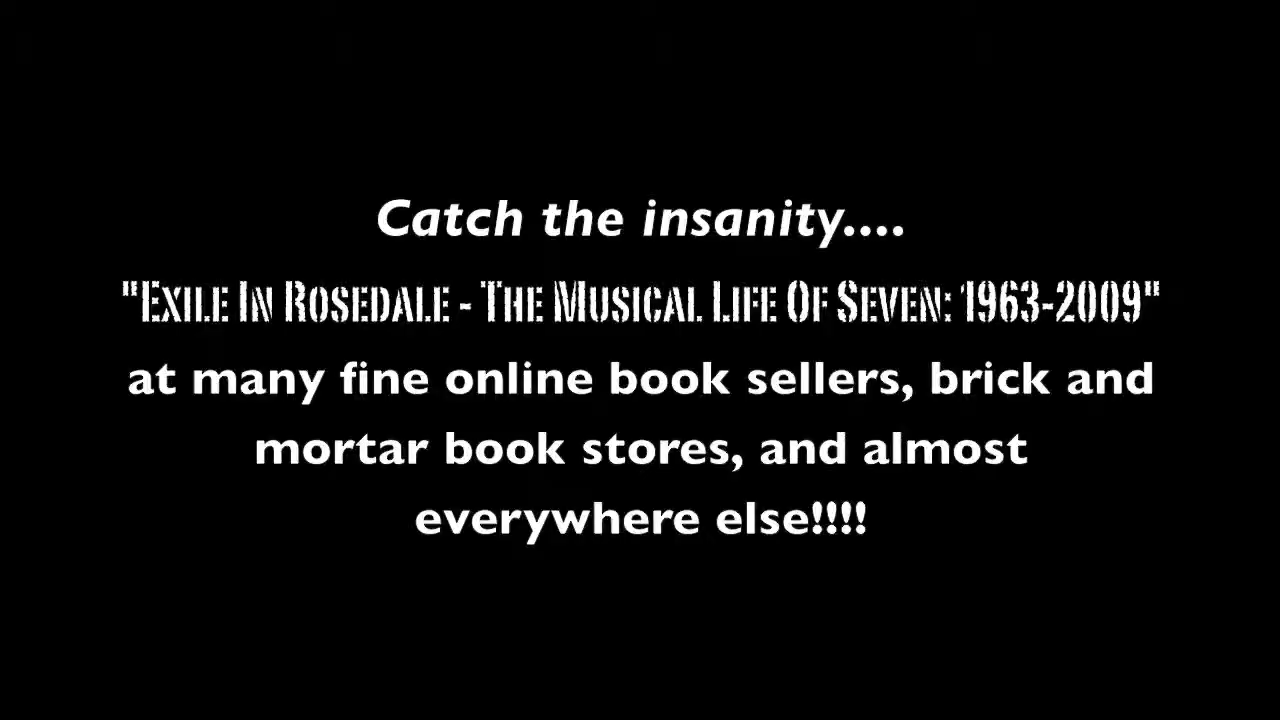 Catch the insanity....
"Exile In Rosedale - The Musical Life Of Seven: 1963-2009"
at many fine online book sellers, brick and
mortar book stores, and almost
everywhere else!!!!